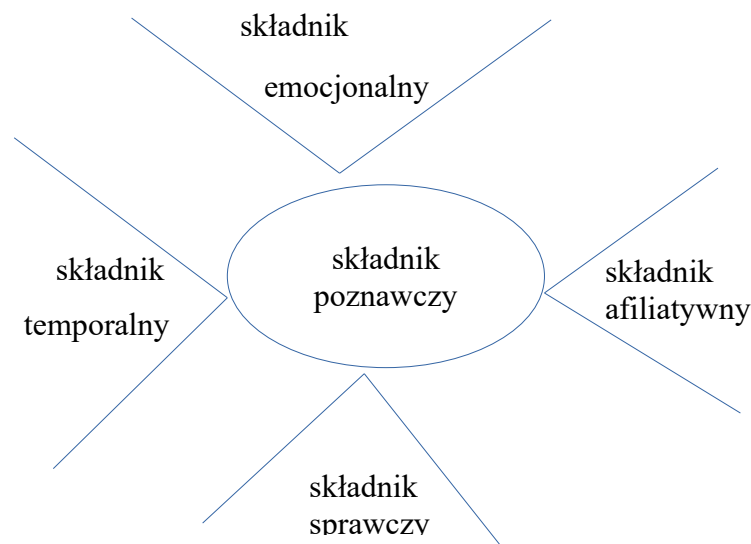 składnik
emocjonalny
składnik
poznawczy
składnik
temporalny
składnik
afiliatywny
składnik
sprawczy